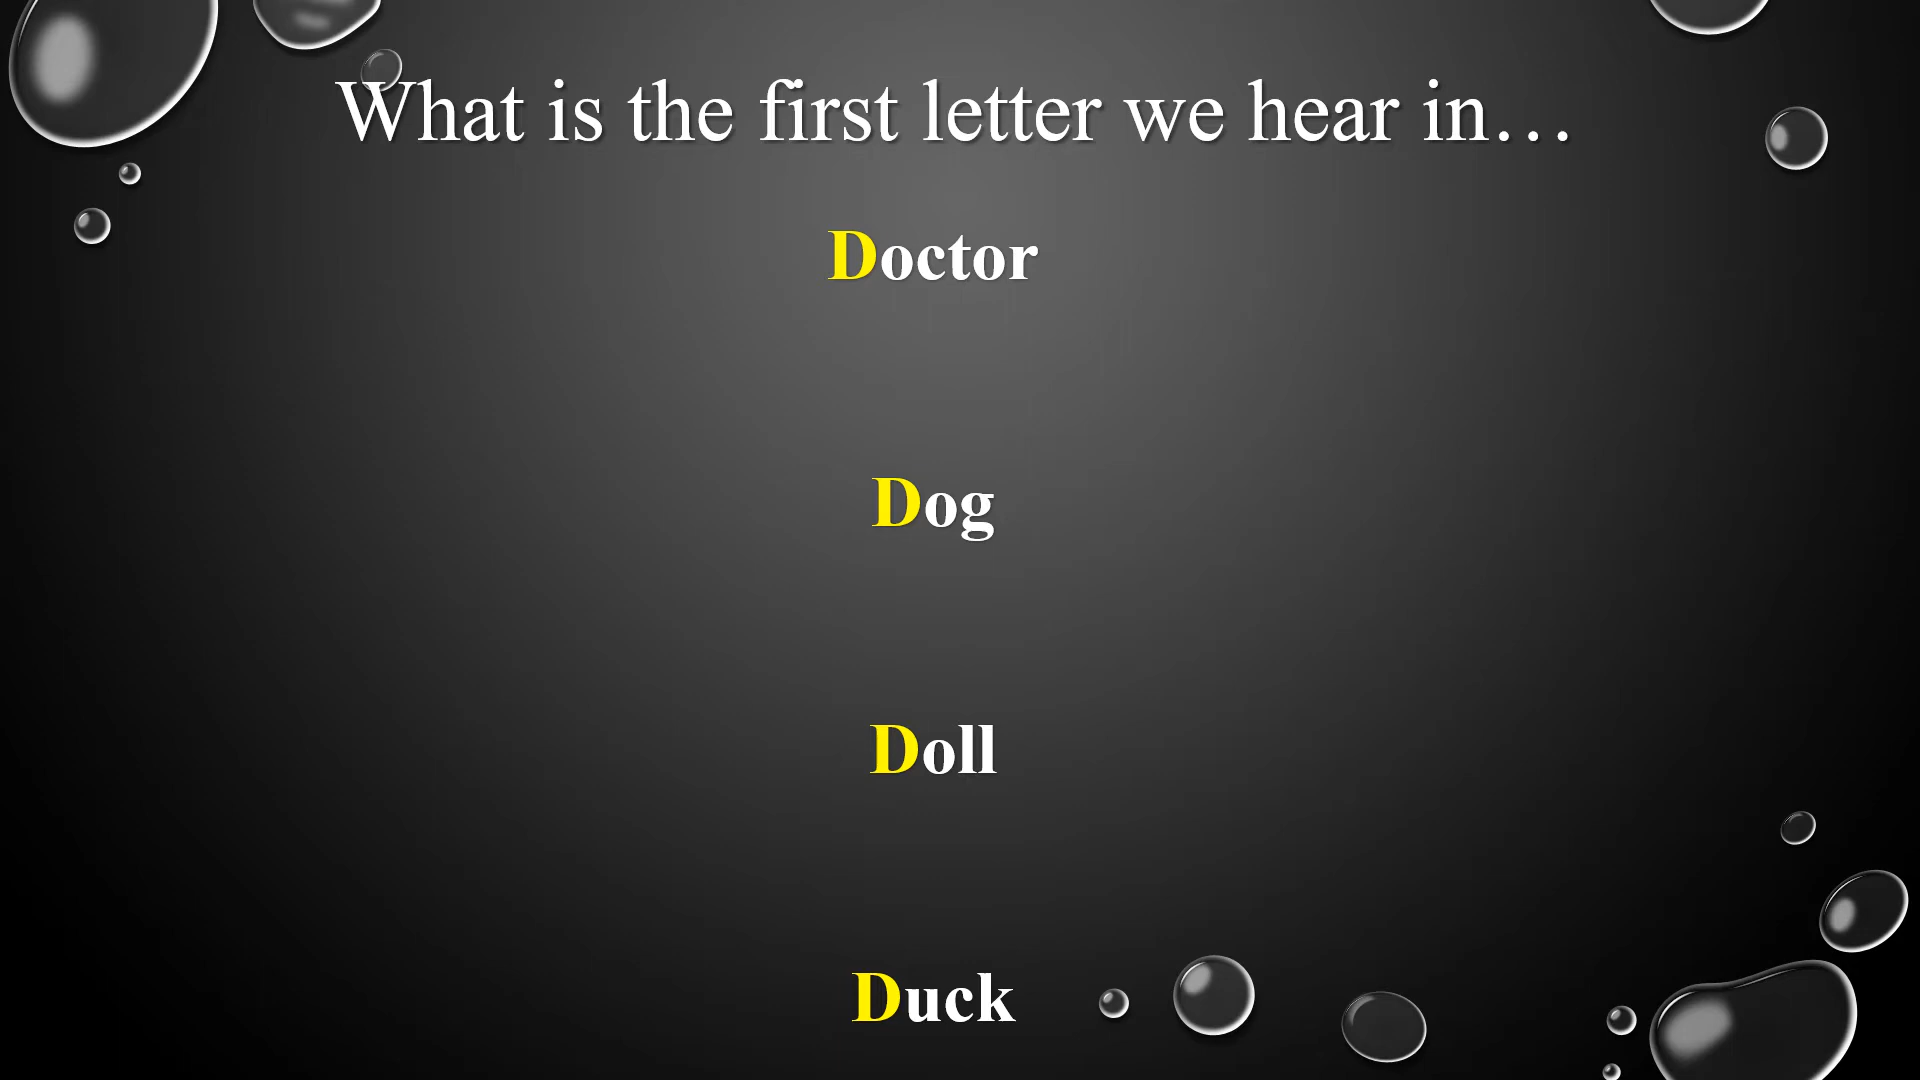 What is the first letter we hear in…
Doctor
Dog
Doll
Duck